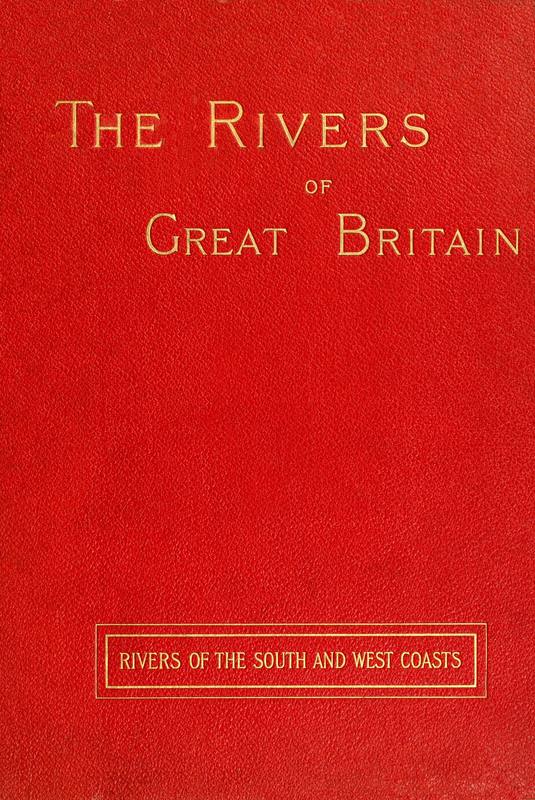 The Rivers
of
Great Britain
RIVERS OF THE SOUTH AND WEST COASTS